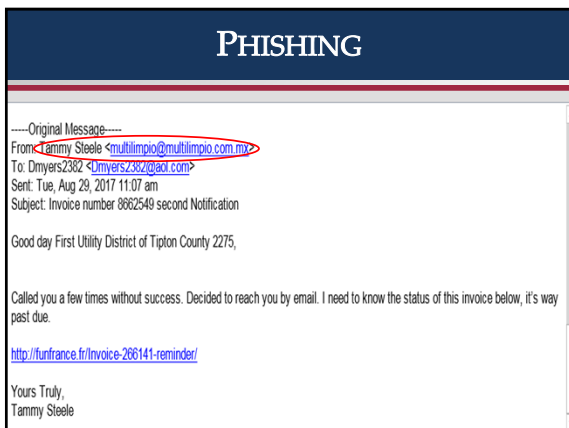 PHISHING
-----Original Message-----
From: Tammy Steele <multilimpio@multilimpio.com.mx>
To: Dmyers2382 <Dmyers2382@aol.com>
Sent: Tue, Aug 29, 2017 11:07 am
Subject: Invoice number 8662549 second Notification
Good day First Utility District of Tipton County 2275,
Called you a few times without success. Decided to reach you by email. I need to know the status of this invoice below, it's way
past due.
http://funfrance.fr/Invoice-266141-reminder/
Yours Truly,
Tammy Steele